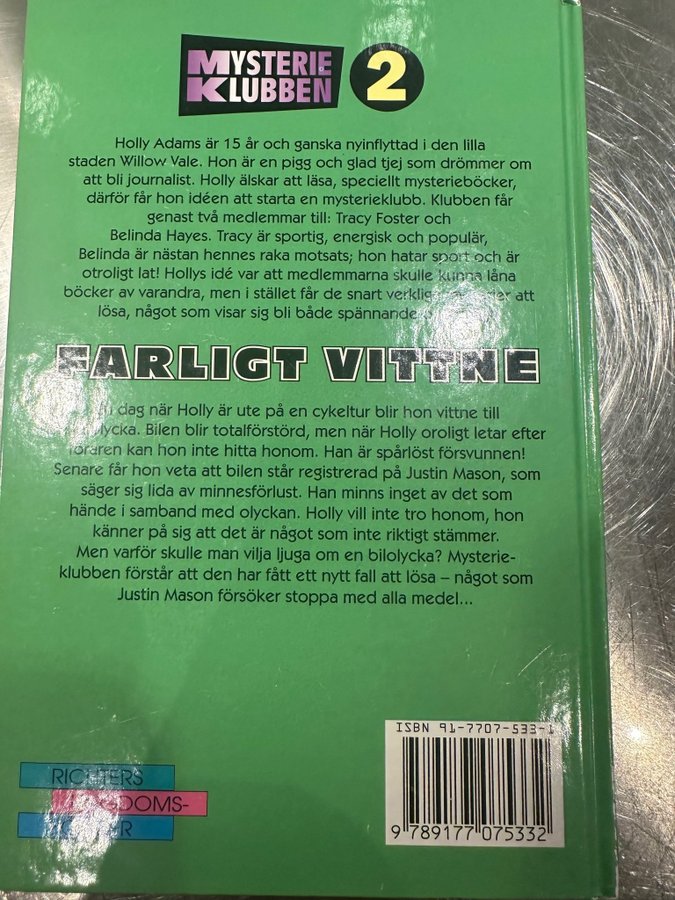 MYSTERIE
KLUBBEN
2
Holly Adams är 15 år och ganska nyinflyttad i den lilla
staden Willow Vale. Hon är en pigg och glad tjej som drömmer om
att bli journalist. Holly älskar att läsa, speciellt mysterieböcker,
därför får hon idéen att starta en mysterieklubb. Klubben får
genast två medlemmar till: Tracy Foster och
Belinda Hayes. Tracy är sportig, energisk och populär,
Belinda är nästan hennes raka motsats; hon hatar sport och är
otroligt lat! Hollys idé var att medlemmarna skulle kunna låna
böcker av varandra, men i stället får de snart att
lösa, något som visar sig bli både spännande
FARLIGT VITTNE
dag när Holly är ute på en cykeltur blir hon vittne till
Bilen blir totalförstörd, men när Holly oroligt letar efter
föraren kan hon inte hitta honom. Han är spårlöst försvunnen!
Senare får hon veta att bilen står registrerad på Justin Mason, som
säger sig lida av minnesförlust. Han minns inget av det som
hände i samband med olyckan. Holly vill inte tro honom, hon
känner på sig att det är något som inte riktigt stämmer.
Men varför skulle man vilja ljuga om en bilolycka? Mysterie-
klubben förstår att den har fått ett nytt fall att lösa – något som
Justin Mason försöker stoppa med alla medel...
ISBN 91-7707-533-1
9 789177 075332
RICHTERS